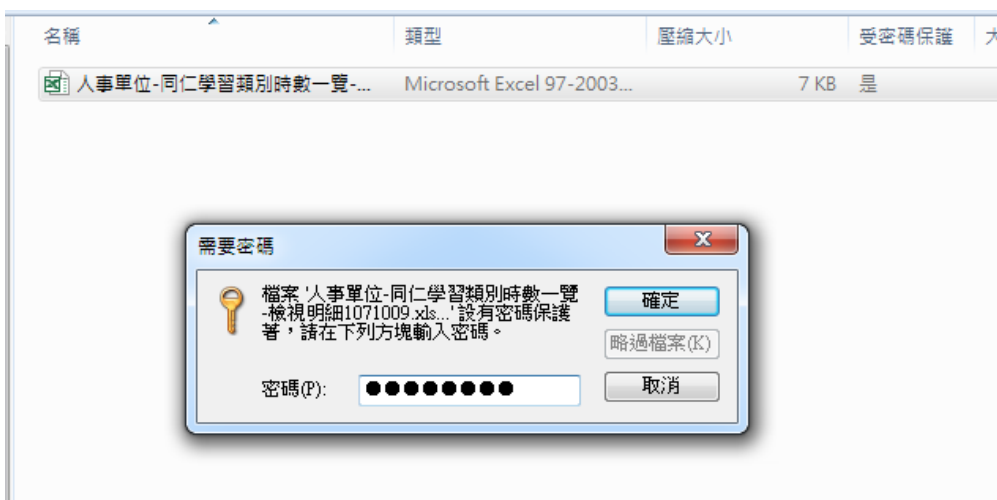 名稱 類型 壓縮大小 受密碼保護 大
人事單位-同仁學習類別時數一覽-... Microsoft Excel 97-2003... 7 KB 是
需要密碼
檔案 '人事單位-同仁學習類別時數一覽
-檢視明細1071009.xls...' 設有密碼保護
著，請在下列方塊輸入密碼。
確定
略過檔案(K)
密碼(P): ●●●●●●●●
取消